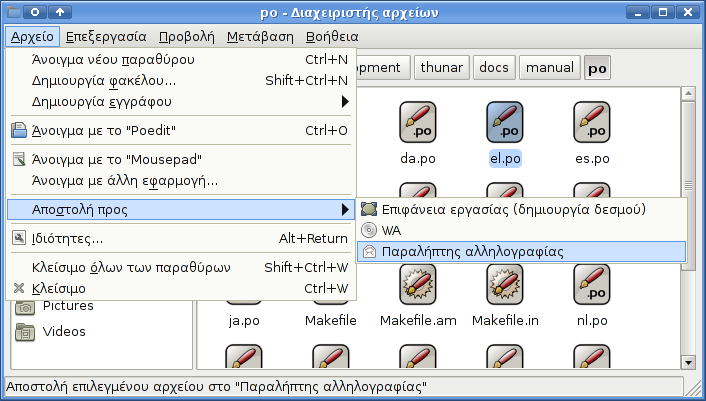 po - Διαχειριστής αρχείων
Αρχείο Επεξεργασία Προβολή Μετάβαση Βοήθεια
Άνοιγμα νέου παραθύρου Ctrl+N
Δημιουργία φακέλου... Shift+Ctrl+N
Δημιουργία εγγράφου
Άνοιγμα με το "Poedit" Ctrl+O
Άνοιγμα με το "Mousepad"
Άνοιγμα με άλλη εφαρμογή...
Αποστολή προς
Ιδιότητες... Alt+Return
Κλείσιμο όλων των παραθύρων Shift+Ctrl+W
Κλείσιμο Ctrl+W
Επιφάνεια εργασίας (δημιουργία δεσμού)
WA
Παραλήπτης αλληλογραφίας
thunar docs manual po
.po .po .po
da.po el.po es.po
.po
ja.po Makefile Makefile.am Makefile.in nl.po
Pictures
Videos
Αποστολή επιλεγμένου αρχείου στο "Παραλήπτης αλληλογραφίας"